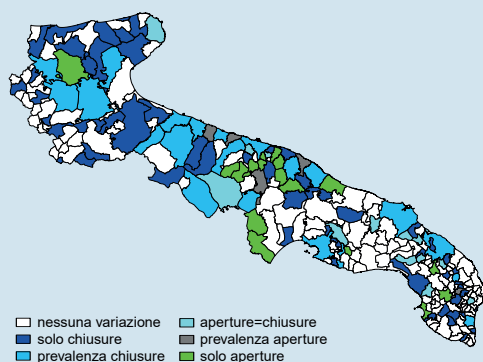 nessuna variazione
solo chiusure
prevalenza chiusure
aperture=chiusure
prevalenza aperture
solo aperture